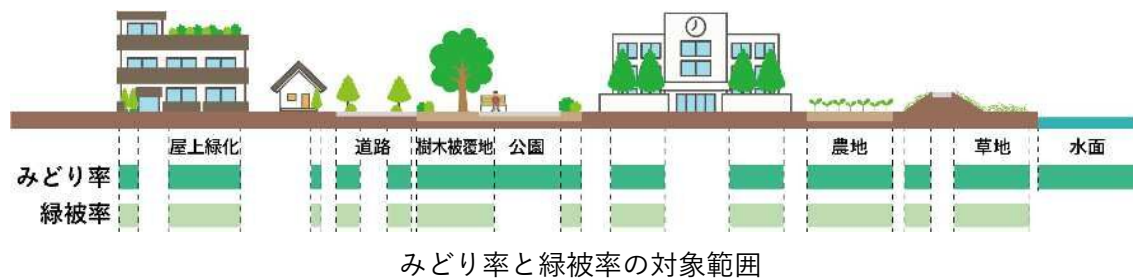 屋上緑化 道路 樹木被覆地 公園 農地 草地 水面
みどり率
緑被率
みどり率と緑被率の対象範囲